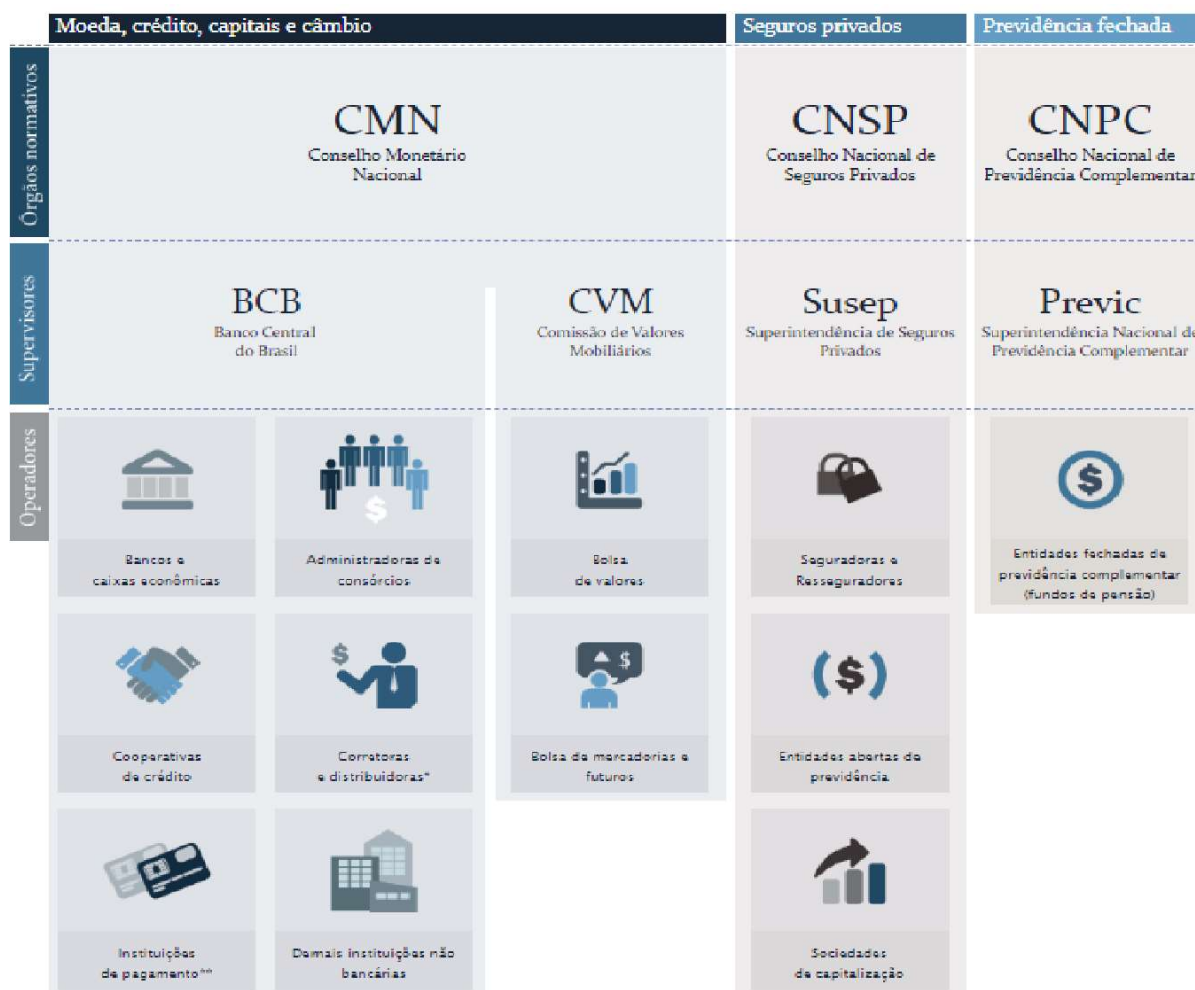 Moeda, crédito, capitais e câmbio
Seguros privados
Previdência fechada
Órgãos normativos
CMN
Conselho Monetário
Nacional
CNSP
Conselho Nacional de
Seguros Privados
CNPC
Conselho Nacional de
Previdência Complementar
Supervisores
BCB
Banco Central
do Brasil
CVM
Comissão de Valores
Mobiliários
Susep
Superintendência de Seguros
Privados
Previc
Superintendência Nacional de
Previdência Complementar
Operadores
Bancos e
caixas econômicas
Administradoras de
consórcios
Bolsa
de valores
Seguradoras e
Resseguradores
$
Entidades fechadas de
previdência complementar
(fundos de pensão)
Cooperativas
de crédito
$
Corretoras
e distribuidoras*
$
Bolsa de mercadorias e
futuros
($)
Entidades abertas de
previdência
Instituições
de pagamento**
Demais instituições não
bancárias
Sociedades
de capitalização